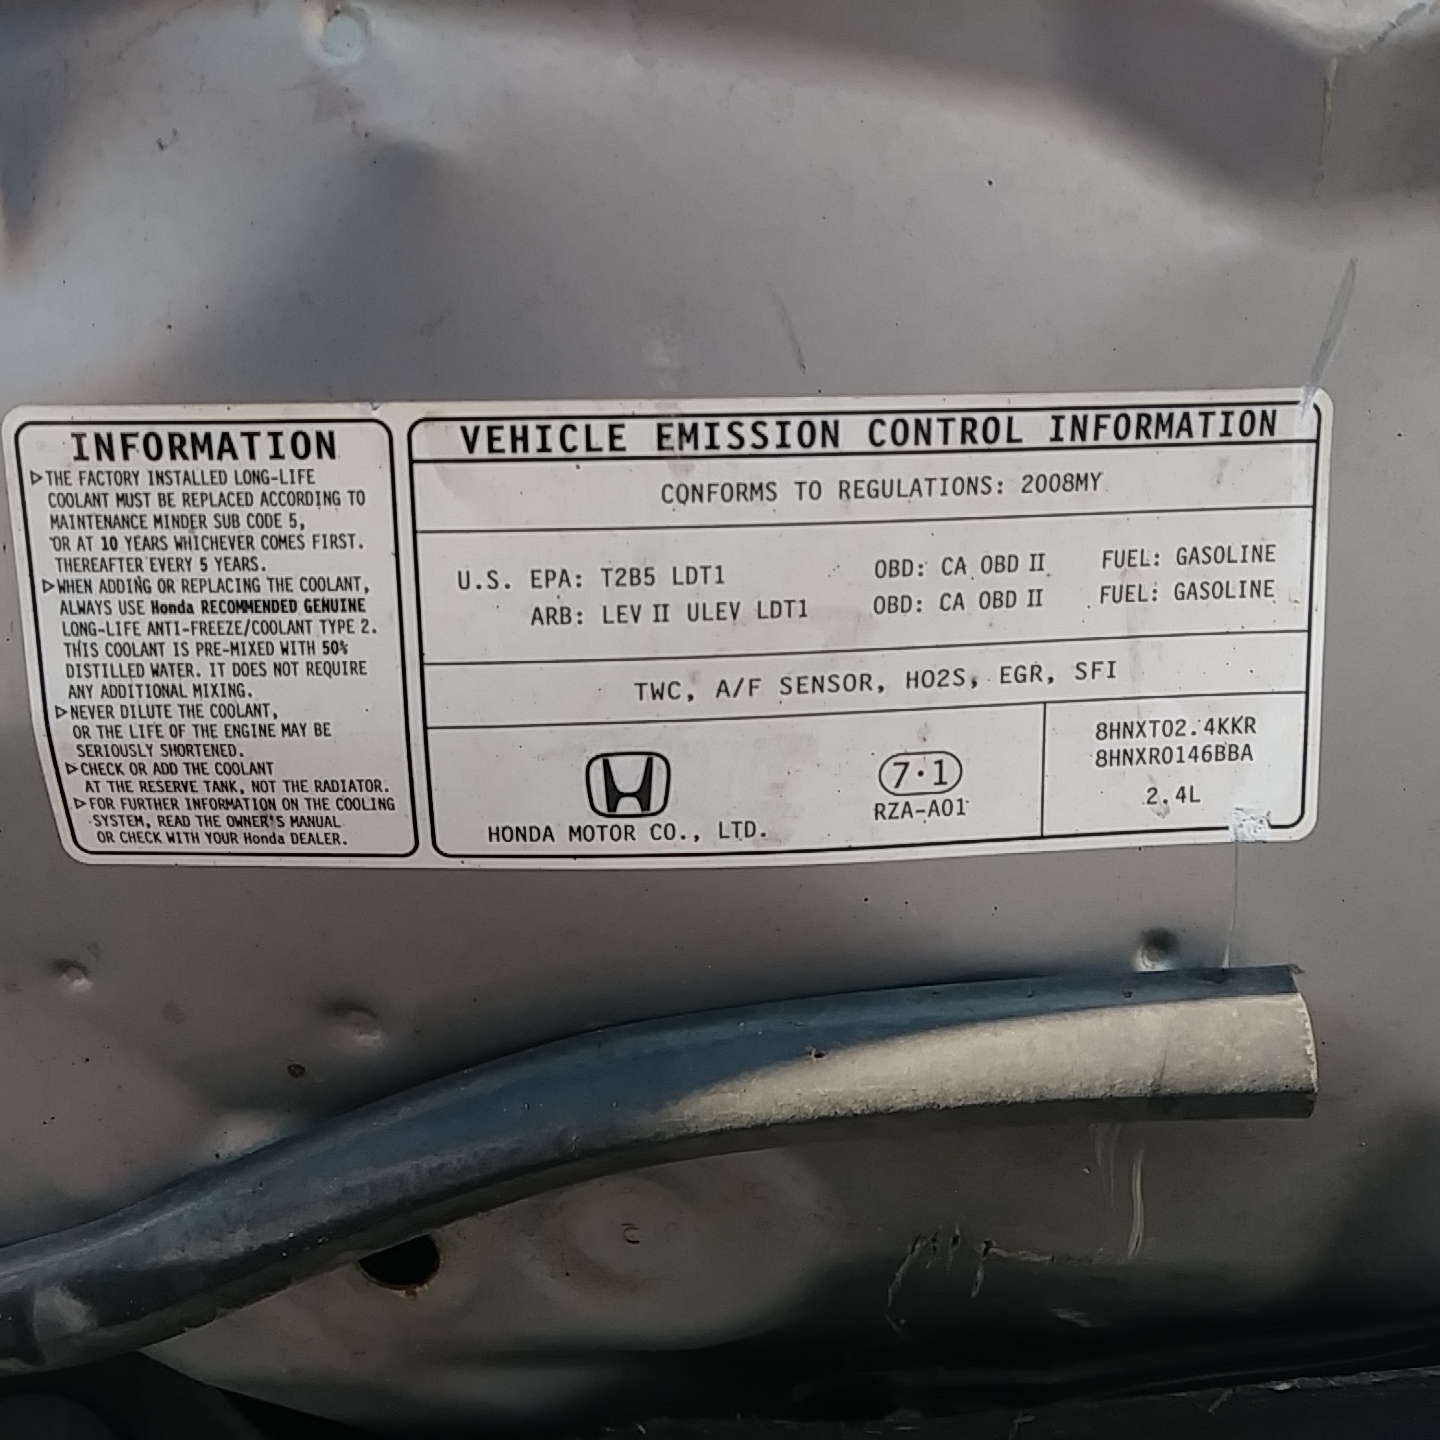 INFORMATION
▷THE FACTORY INSTALLED LONG-LIFE
COOLANT MUST BE REPLACED ACCORDING TO
MAINTENANCE MINDER SUB CODE 5,
OR AT 10 YEARS WHICHEVER COMES FIRST.
THEREAFTER EVERY 5 YEARS.
▷WHEN ADDING OR REPLACING THE COOLANT,
ALWAYS USE Honda RECOMMENDED GENUINE
LONG-LIFE ANTI-FREEZE/COOLANT TYPE 2.
THIS COOLANT IS PRE-MIXED WITH 50%
DISTILLED WATER. IT DOES NOT REQUIRE
ANY ADDITIONAL MIXING.
▷NEVER DILUTE THE COOLANT,
OR THE LIFE OF THE ENGINE MAY BE
SERIOUSLY SHORTENED.
▷CHECK OR ADD THE COOLANT
AT THE RESERVE TANK, NOT THE RADIATOR.
▷FOR FURTHER INFORMATION ON THE COOLING
SYSTEM, READ THE OWNER'S MANUAL
OR CHECK WITH YOUR Honda DEALER.
VEHICLE EMISSION CONTROL INFORMATION
CONFORMS TO REGULATIONS: 2008MY
U.S. EPA: T2B5 LDT1 OBD: CA OBD II FUEL: GASOLINE
ARB: LEV II ULEV LDT1 OBD: CA OBD II FUEL: GASOLINE
TWC, A/F SENSOR, HO2S, EGR, SFI
HONDA MOTOR CO., LTD.
7·1
RZA-A01
8HNXT02.4KKR
8HNXR0146BBA
2.4L
C